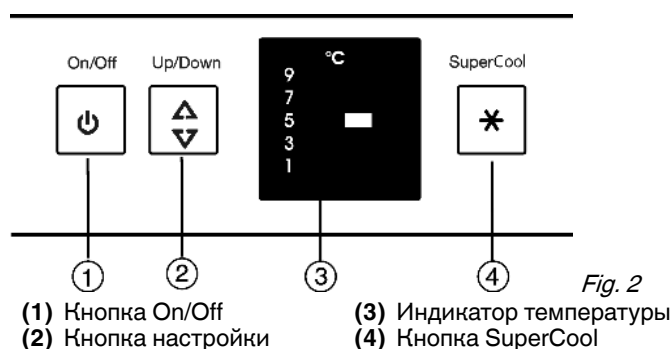 On/Off Up/Down °C SuperCool
9
7
5
3
1
1 2 3 4
Fig. 2
(1) Кнопка On/Off
(2) Кнопка настройки
(3) Индикатор температуры
(4) Кнопка SuperCool